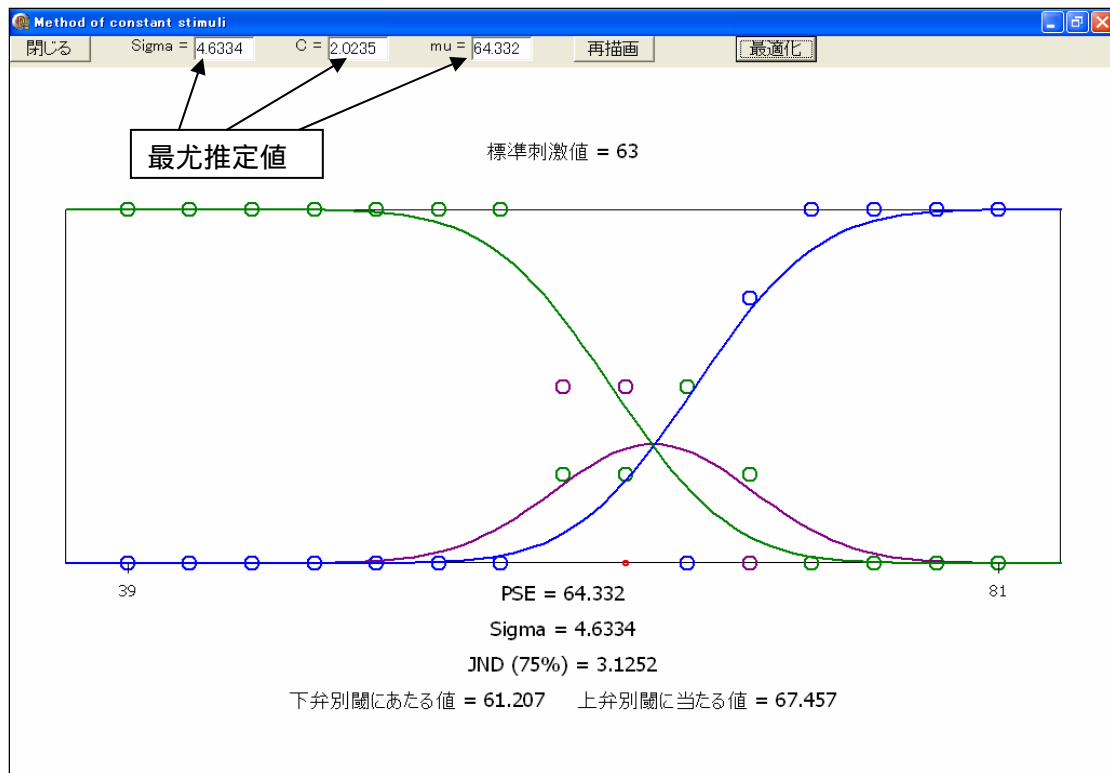 Method of constant stimuli
閉じる Sigma = 4.6334 C = 2.0235 mu = 64.332 再描画 最適化
最尤推定値
標準刺激値 = 63
39 81
PSE = 64.332
Sigma = 4.6334
JND (75%) = 3.1252
下弁別閾にあたる値 = 61.207 上弁別閾に当たる値 = 67.457